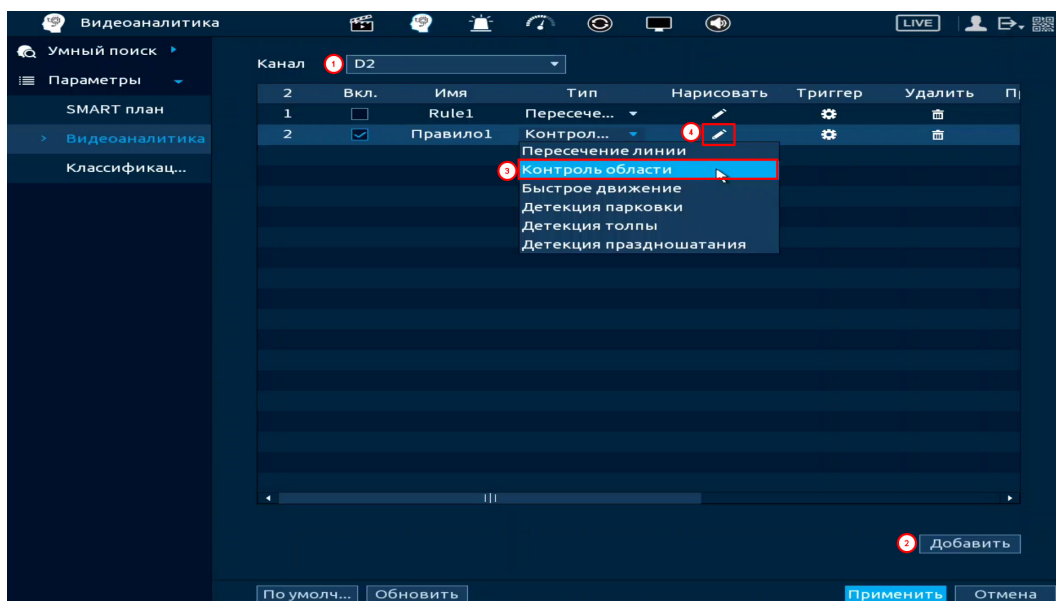 Видеоаналитика LIVE
Умный поиск
Параметры
SMART план
Видеоаналитика
Классификац...
Канал 1 D2
2 Вкл. Имя Тип Нарисовать Триггер Удалить
1 Rule1 Пересече...
2 Правило1 Контрол... 4
Пересечение линии
3 Контроль области
Быстрое движение
Детекция парковки
Детекция толпы
Детекция праздношатания
2 Добавить
По умолч... Обновить Применить Отмена